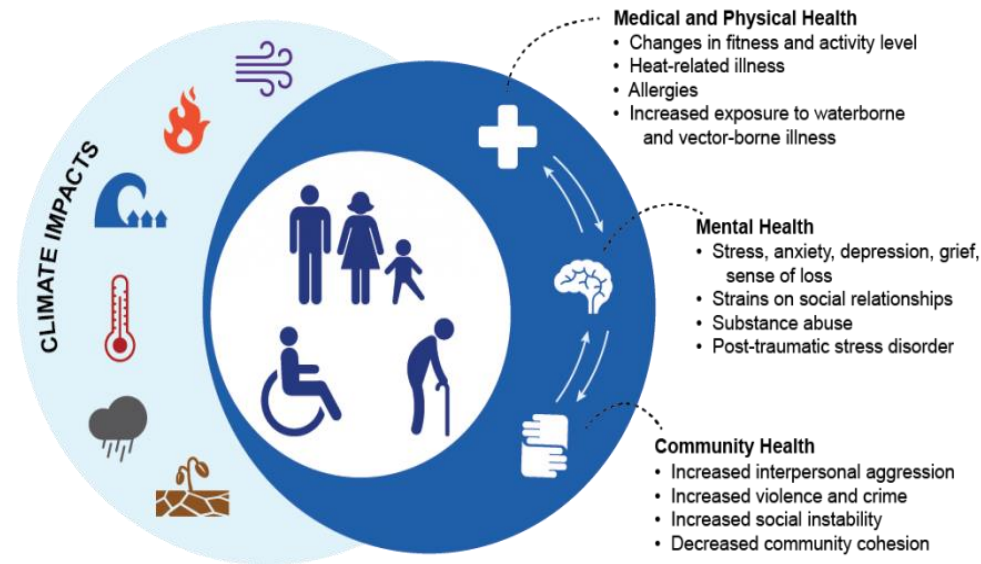 CLIMATE IMPACTS
Medical and Physical Health
• Changes in fitness and activity level
• Heat-related illness
• Allergies
• Increased exposure to waterborne
and vector-borne illness
Mental Health
• Stress, anxiety, depression, grief,
sense of loss
• Strains on social relationships
• Substance abuse
• Post-traumatic stress disorder
Community Health
• Increased interpersonal aggression
• Increased violence and crime
• Increased social instability
• Decreased community cohesion